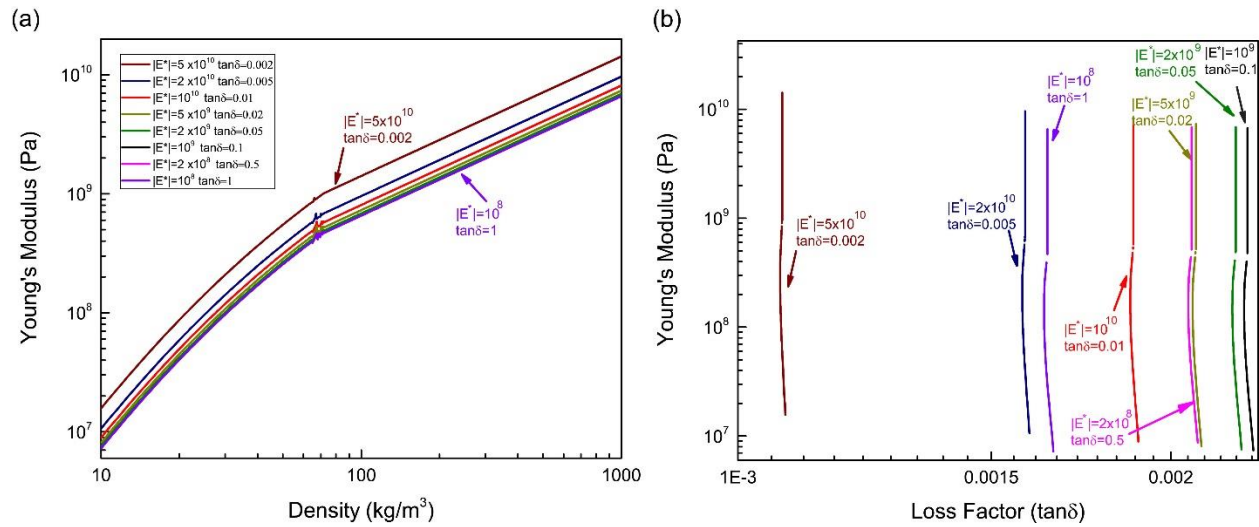 (a)
|E*|=5 x10^10 tanδ=0.002
|E*|=2 x10^10 tanδ=0.005
|E*|=10^10 tanδ=0.01
|E*|=5 x10^9 tanδ=0.02
|E*|=2 x10^9 tanδ=0.05
|E*|=10^9 tanδ=0.1
|E*|=2 x10^8 tanδ=0.5
|E*|=10^8 tanδ=1
|E*|=5x10^10
tanδ=0.002
|E*|=10^8
tanδ=1
Young's Modulus (Pa)
10^10
10^9
10^8
10^7
10
100
1000
Density (kg/m^3)
(b)
|E*|=5x10^10
tanδ=0.002
|E*|=2x10^10
tanδ=0.005
|E*|=10^8
tanδ=1
|E*|=10^10
tanδ=0.01
|E*|=2x10^8
tanδ=0.5
|E*|=5x10^9
tanδ=0.02
|E*|=2x10^9
tanδ=0.05
|E*|=10^9
tanδ=0.1
Young's Modulus (Pa)
10^10
10^9
10^8
10^7
1E-3
0.0015
0.002
Loss Factor (tanδ)